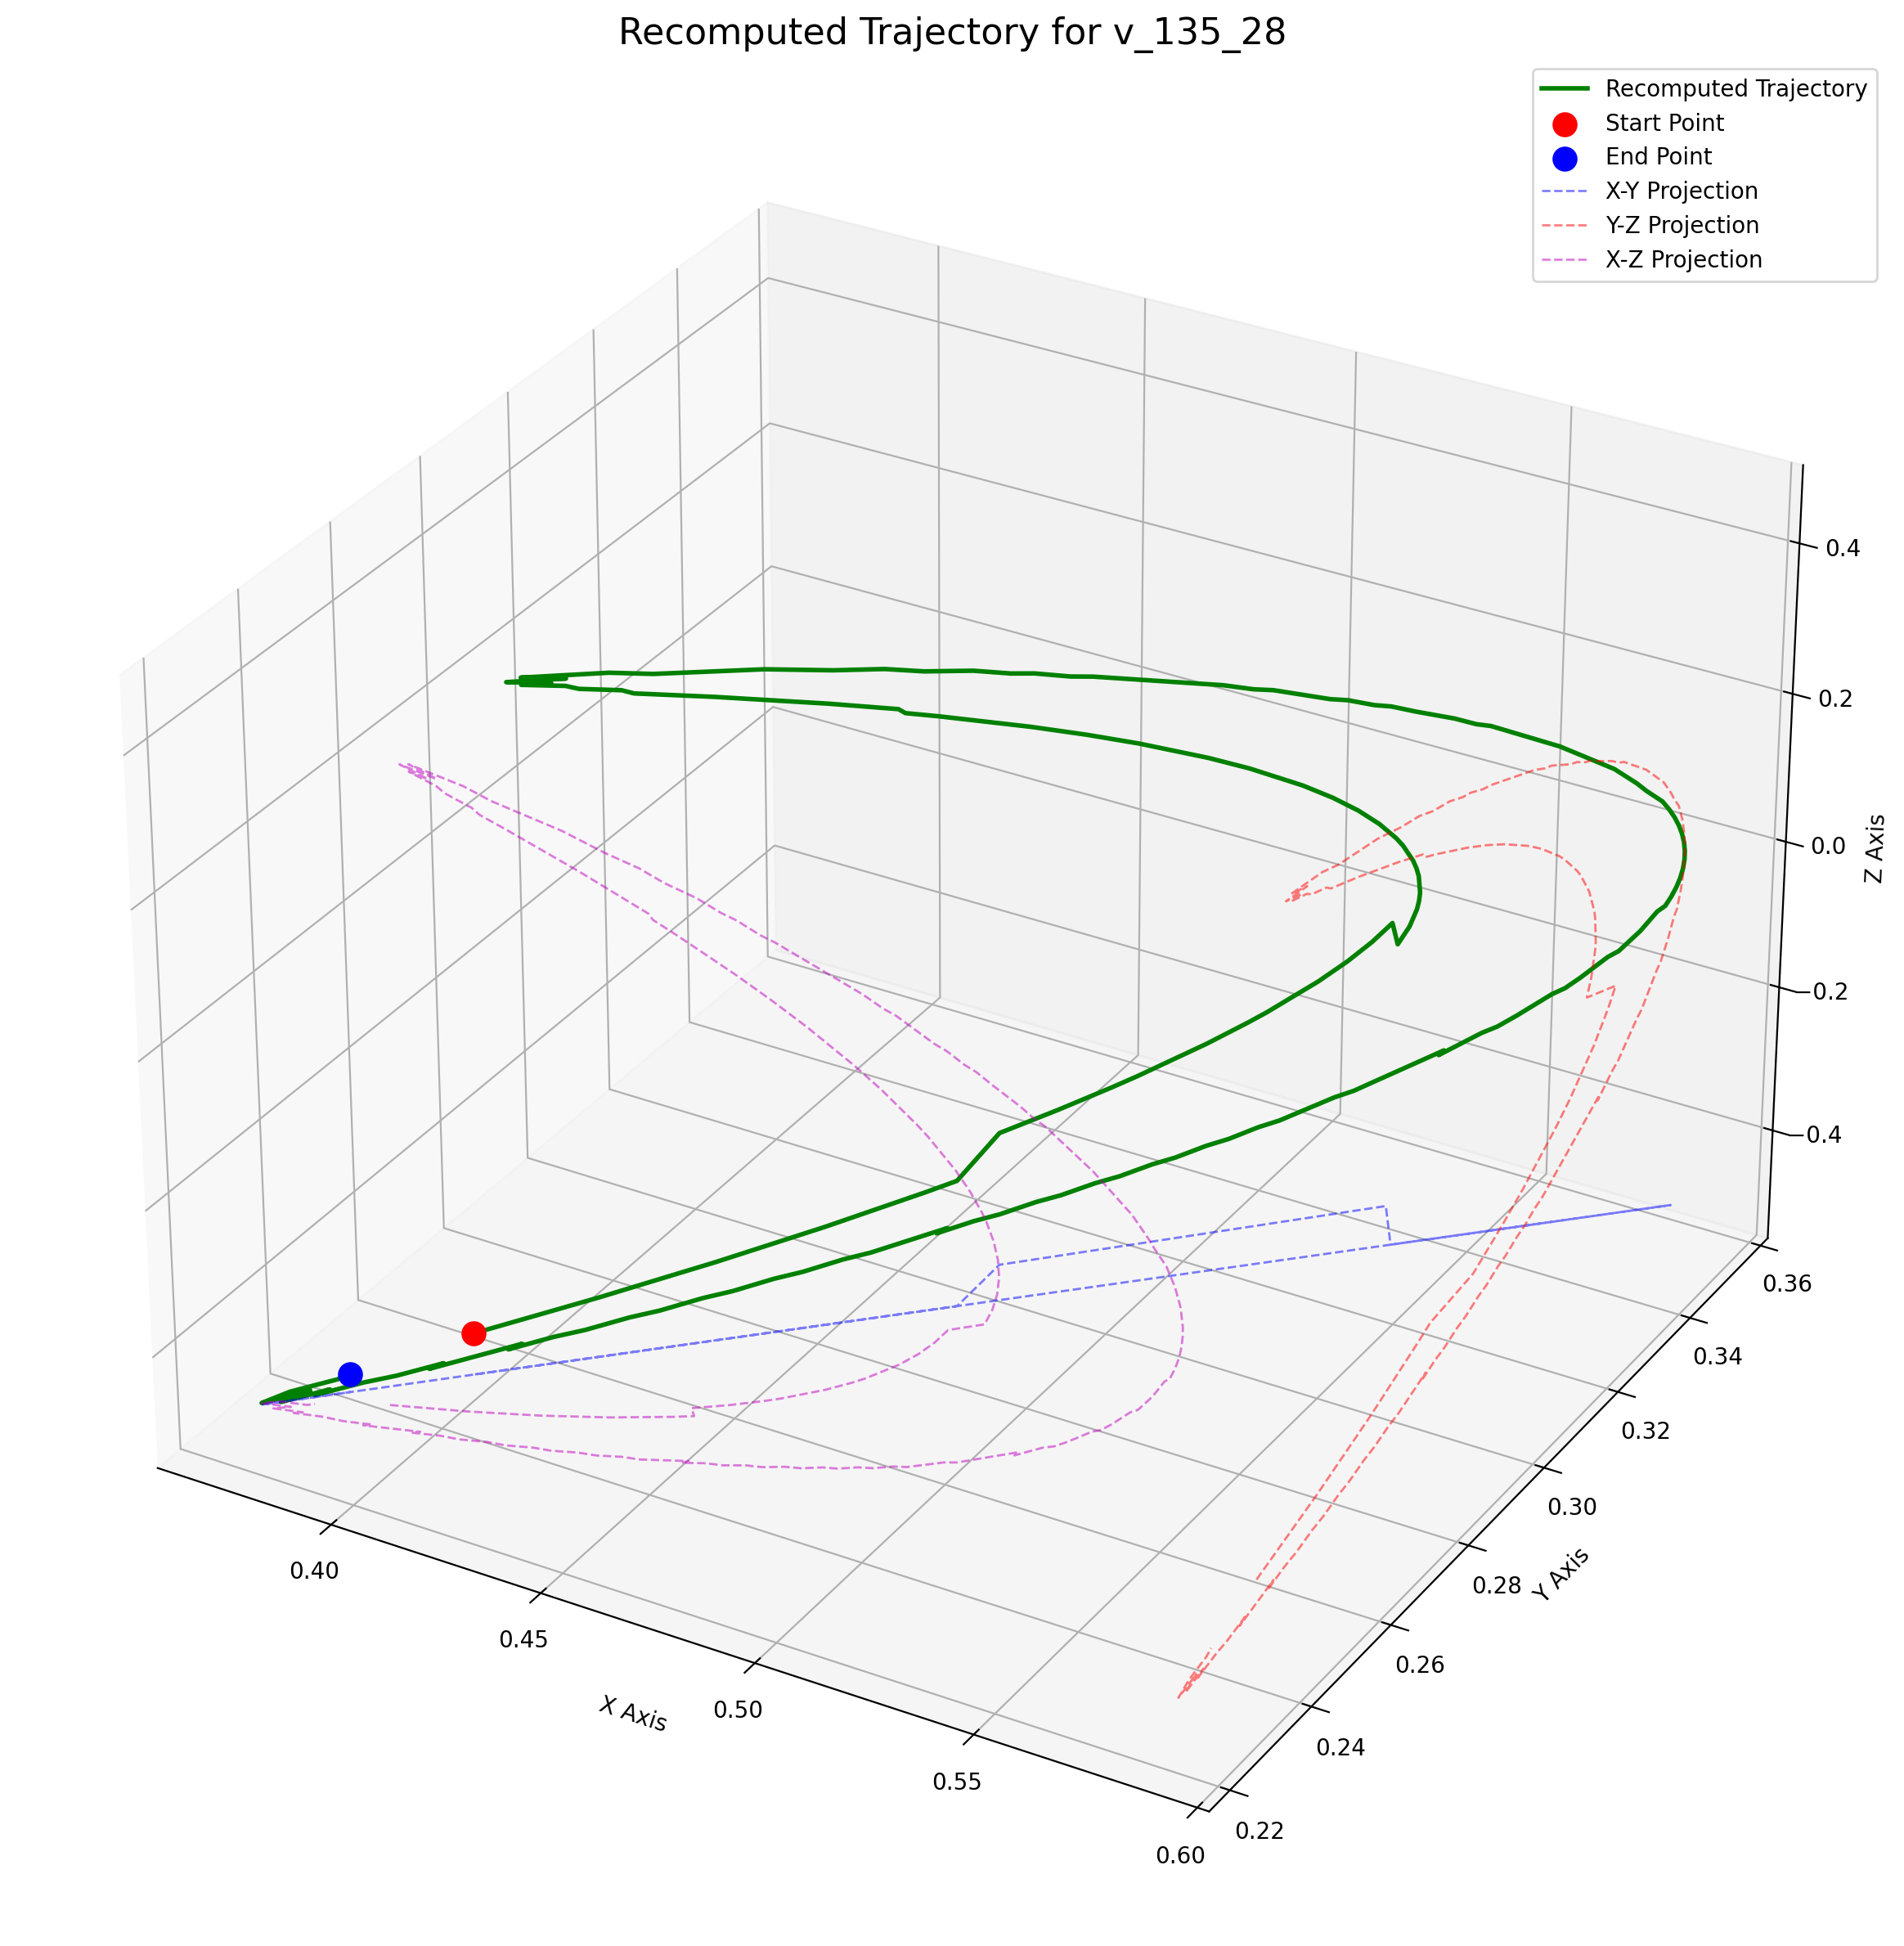 Recomputed Trajectory for v_135_28
Recomputed Trajectory
Start Point
End Point
X-Y Projection
Y-Z Projection
X-Z Projection
0.4
0.2
0.0
−0.2
−0.4
Z Axis
0.36
0.34
0.32
0.30
0.28
0.26
0.24
0.22
Y Axis
0.40
0.45
0.50
0.55
0.60
X Axis